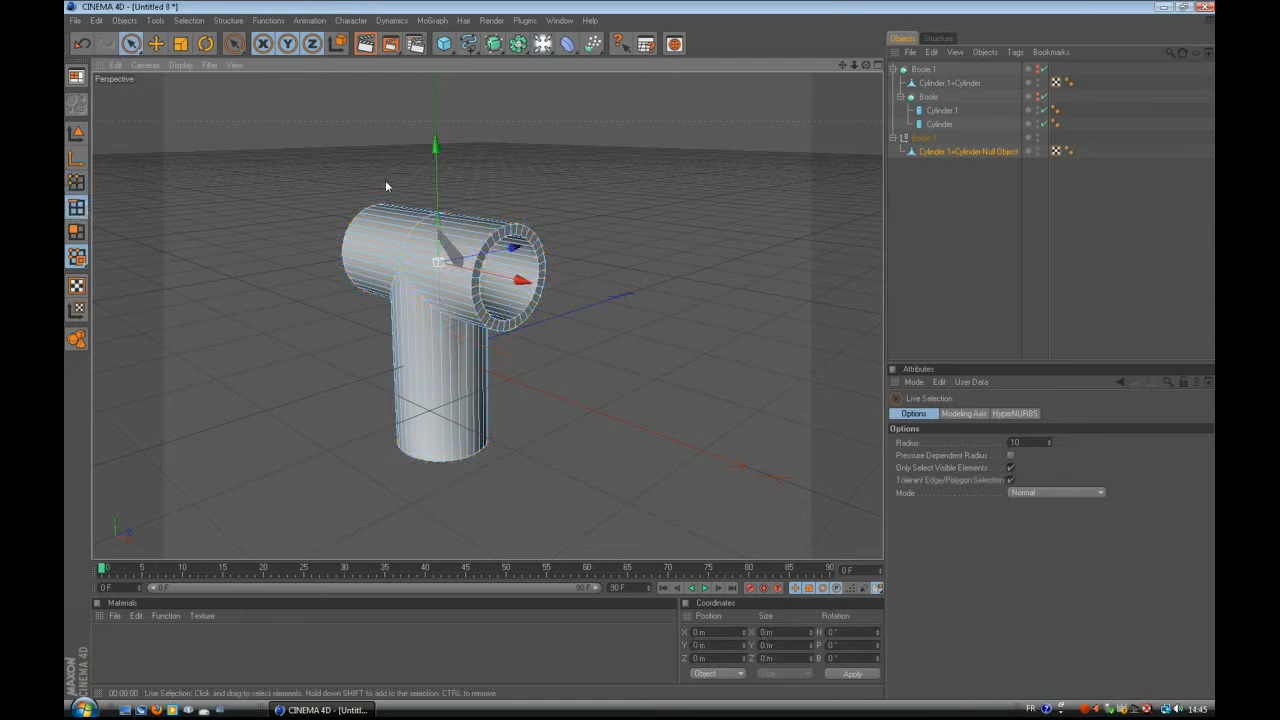 CINEMA 4D - [Untitled 8 *]
File Edit Objects Tools Selection Structure Functions Animation Character Dynamics MoGraph Hair Render Plugins Window Help
X Y Z
Objects Structure
File Edit View Objects Tags Bookmarks
Edit Cameras Display Filter View
Perspective
Boole.1
Cylinder.1+Cylinder
Boole
Cylinder.1
Cylinder
Boole.1
Cylinder.1+Cylinder-Null Object
Attributes
Mode Edit User Data
Live Selection
Options Modeling Axis HyperNURBS
Options
Radius 10
Pressure Dependent Radius
Only Select Visible Elements
Tolerant Edge/Polygon Selection
Mode Normal
Y Z
0 5 10 15 20 25 30 35 40 45 50 55 60 65 70 75 80 85 90 0 F
0 F 0 F 90 F 90 F
Materials
File Edit Function Texture
Coordinates
Position Size Rotation
X 0 m X 0 m H 0 °
Y 0 m Y 0 m P 0 °
Z 0 m Z 0 m B 0 °
Object Size Apply
MAXON CINEMA 4D
00:00:00 Live Selection: Click and drag to select elements. Hold down SHIFT to add to the selection, CTRL to remove
CINEMA 4D - [Untitl...
FR 14:45